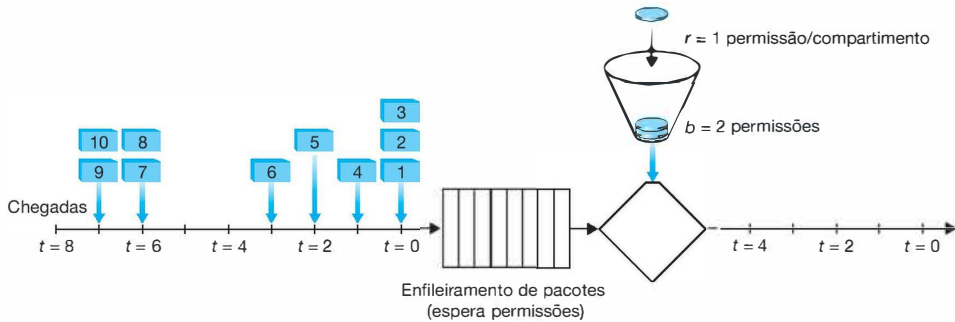 r = 1 permissão/compartimento
b = 2 permissões
3
10 8 5 2
9 7 6 4 1
Chegadas
t = 8 t = 6 t = 4 t = 2 t = 0
t = 4 t = 2 t = 0
Enfileiramento de pacotes
(espera permissões)